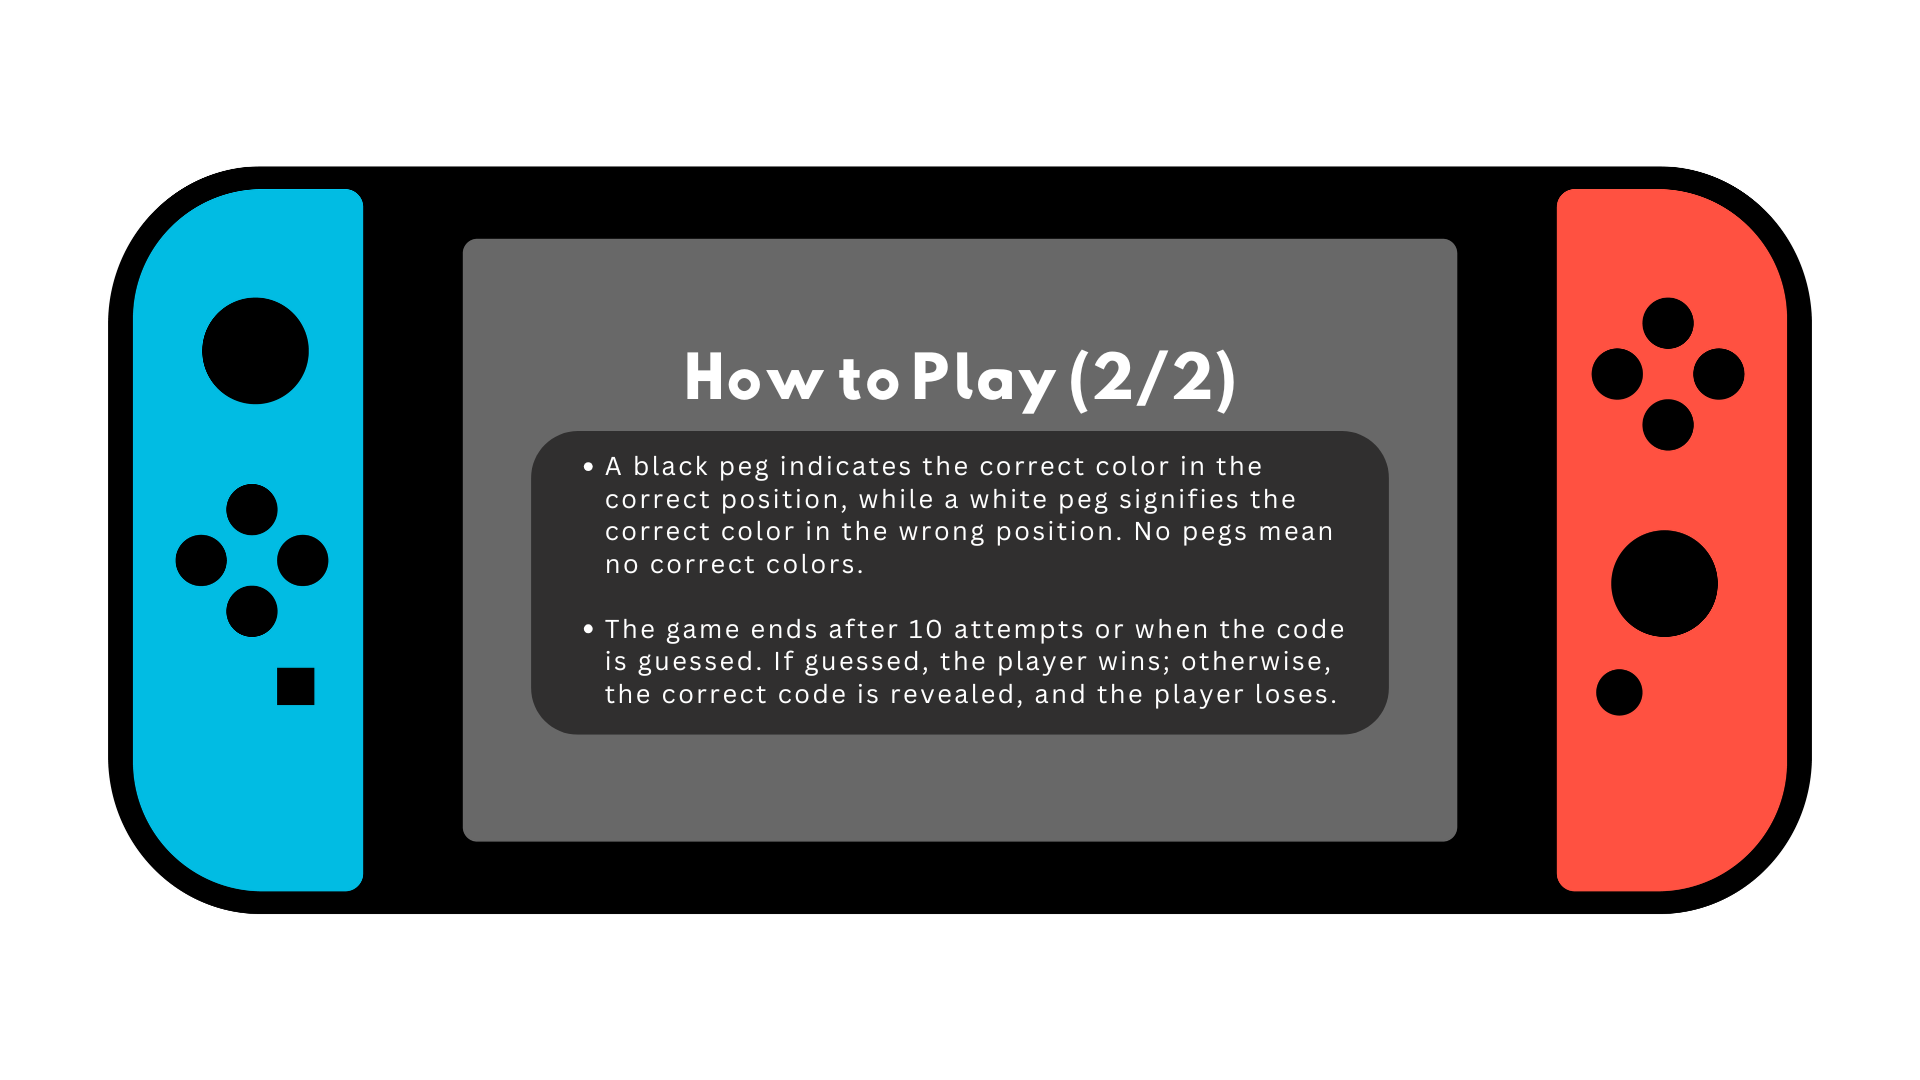 How to Play (2/2)
• A black peg indicates the correct color in the
correct position, while a white peg signifies the
correct color in the wrong position. No pegs mean
no correct colors.
• The game ends after 10 attempts or when the code
is guessed. If guessed, the player wins; otherwise,
the correct code is revealed, and the player loses.